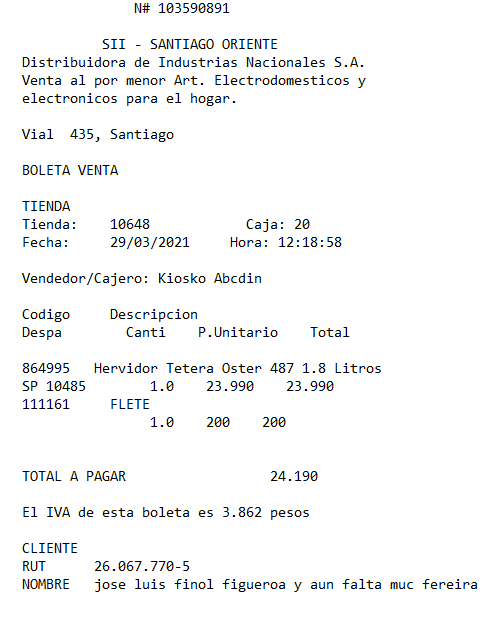 N# 103590891
SII - SANTIAGO ORIENTE
Distribuidora de Industrias Nacionales S.A.
Venta al por menor Art. Electrodomesticos y
electronicos para el hogar.
Vial  435, Santiago
BOLETA VENTA
TIENDA
Tienda:    10648            Caja: 20
Fecha:     29/03/2021     Hora: 12:18:58
Vendedor/Cajero: Kiosko Abcdin
Codigo     Descripcion
Despa        Canti    P.Unitario    Total
864995   Hervidor Tetera Oster 487 1.8 Litros
SP 10485        1.0    23.990    23.990
111161     FLETE
1.0    200    200
TOTAL A PAGAR                  24.190
El IVA de esta boleta es 3.862 pesos
CLIENTE
RUT      26.067.770-5
NOMBRE   jose luis finol figueroa y aun falta muc fereira